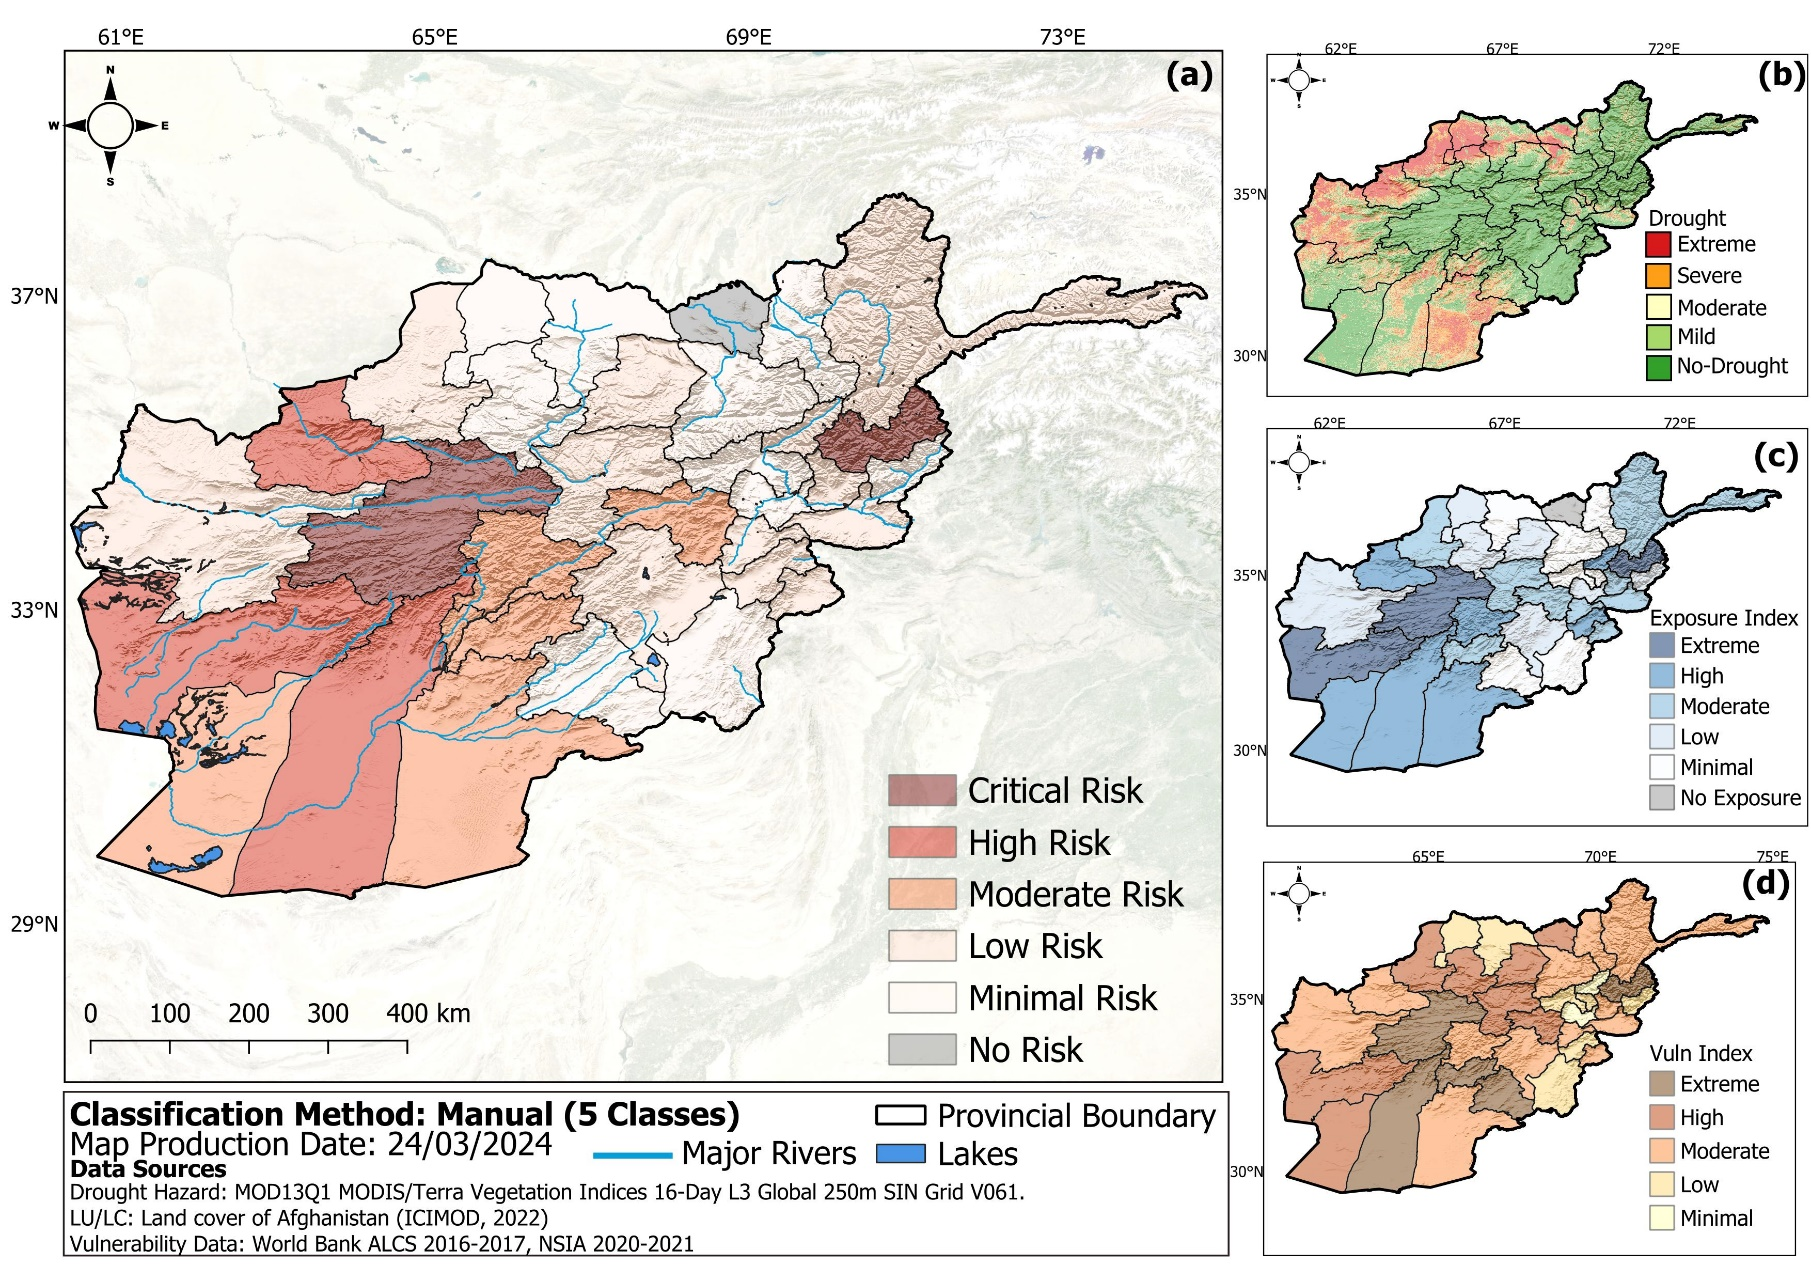 61°E 65°E 69°E 73°E
(a)
N
W E
S
37°N
33°N
29°N
Critical Risk
High Risk
Moderate Risk
Low Risk
Minimal Risk
No Risk
0 100 200 300 400 km
Classification Method: Manual (5 Classes)
Map Production Date: 24/03/2024
Provincial Boundary
Major Rivers
Lakes
Data Sources
Drought Hazard: MOD13Q1 MODIS/Terra Vegetation Indices 16-Day L3 Global 250m SIN Grid V061.
LU/LC: Land cover of Afghanistan (ICIMOD, 2022)
Vulnerability Data: World Bank ALCS 2016-2017, NSIA 2020-2021
62°E 67°E 72°E
(b)
N
W E
S
35°N
30°N
Drought
Extreme
Severe
Moderate
Mild
No-Drought
62°E 67°E 72°E
(c)
N
W E
S
35°N
30°N
Exposure Index
Extreme
High
Moderate
Low
Minimal
No Exposure
65°E 70°E 75°E
(d)
N
W E
S
35°N
30°N
Vuln Index
Extreme
High
Moderate
Low
Minimal